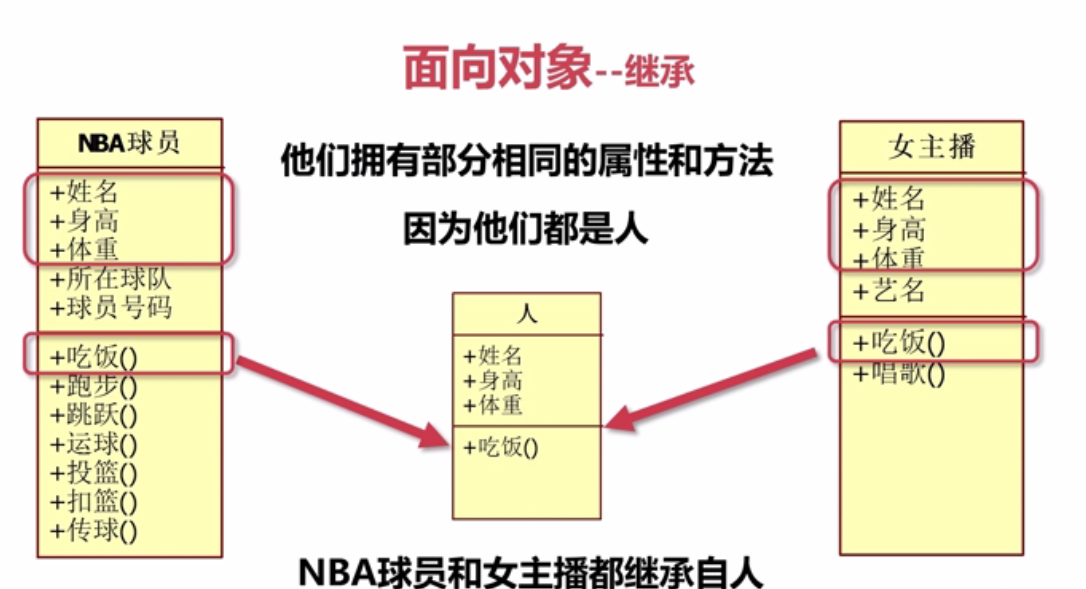 面向对象--继承
他们拥有部分相同的属性和方法
因为他们都是人
NBA球员
+姓名
+身高
+体重
+所在球队
+球员号码
+吃饭()
+跑步()
+跳跃()
+运球()
+投篮()
+扣篮()
+传球()
人
+姓名
+身高
+体重
+吃饭()
女主播
+姓名
+身高
+体重
+艺名
+吃饭()
+唱歌()
NBA球员和女主播都继承自人